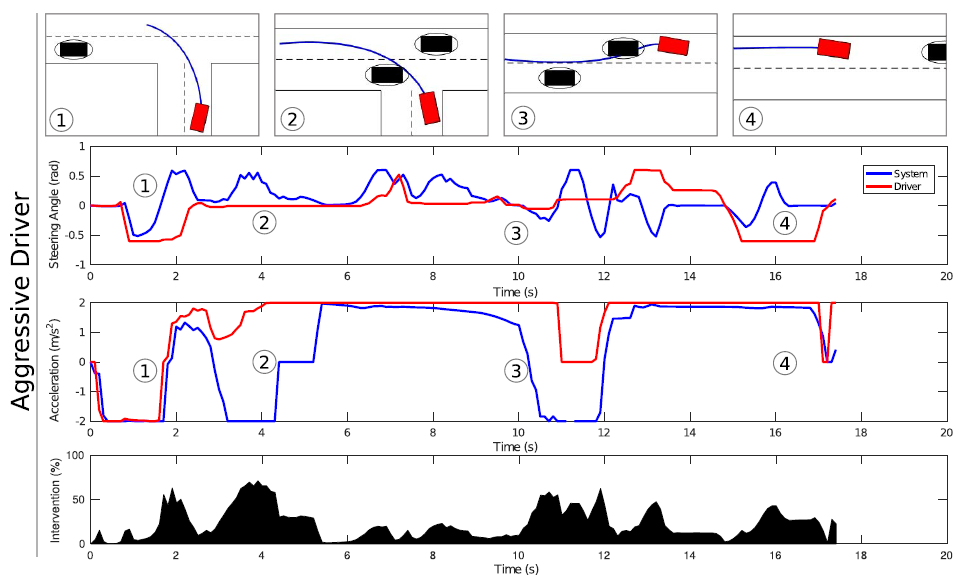 Aggressive Driver
1
2
3
4
Steering Angle (rad)
1
0.5
0
-0.5
-1
1
2
3
4
System
Driver
0 2 4 6 8 10 12 14 16 18 20
Time (s)
Acceleration (m/s²)
2
1
0
-1
-2
1
2
3
4
0 2 4 6 8 10 12 14 16 18 20
Time (s)
Intervention (%)
100
50
0
0 2 4 6 8 10 12 14 16 18 20
Time (s)